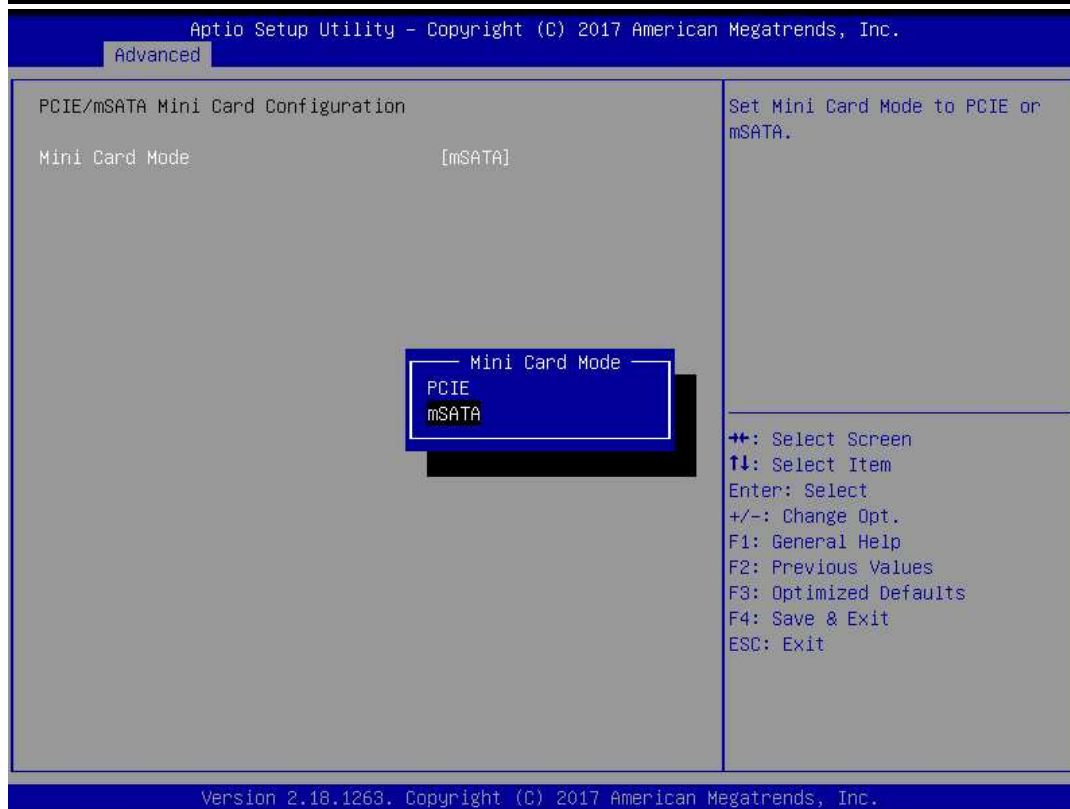 Aptio Setup Utility – Copyright (C) 2017 American Megatrends, Inc.
Advanced
PCIE/mSATA Mini Card Configuration
Mini Card Mode [mSATA]
Set Mini Card Mode to PCIE or
mSATA.
Mini Card Mode
PCIE
mSATA
→←: Select Screen
↑↓: Select Item
Enter: Select
+/-: Change Opt.
F1: General Help
F2: Previous Values
F3: Optimized Defaults
F4: Save & Exit
ESC: Exit
Version 2.18.1263. Copyright (C) 2017 American Megatrends, Inc.